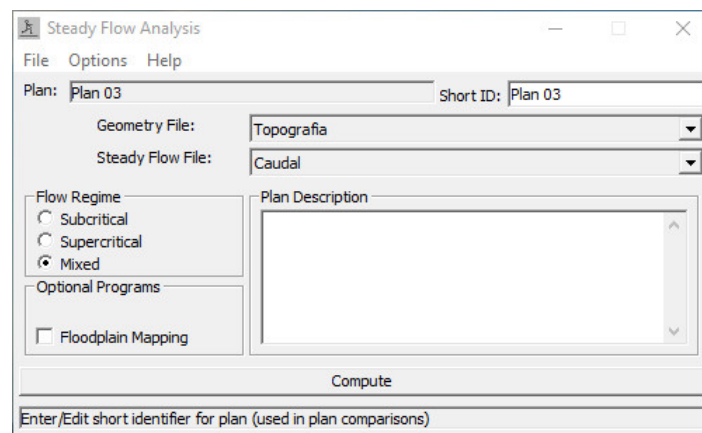 Steady Flow Analysis
File Options Help
Plan: Plan 03 Short ID: Plan 03
Geometry File: Topografia
Steady Flow File: Caudal
Flow Regime
Subcritical
Supercritical
Mixed
Optional Programs
Floodplain Mapping
Plan Description
Compute
Enter/Edit short identifier for plan (used in plan comparisons)